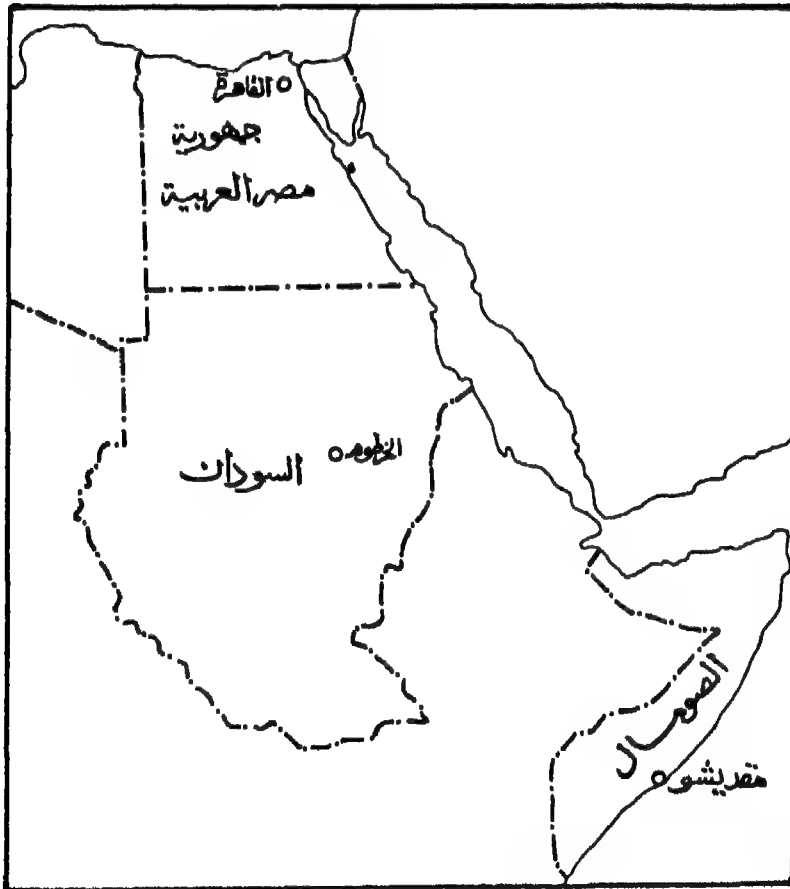 القاهرة
جمهورية
مصر العربية
الخرطوم
السودان
الصومال
مقديشو